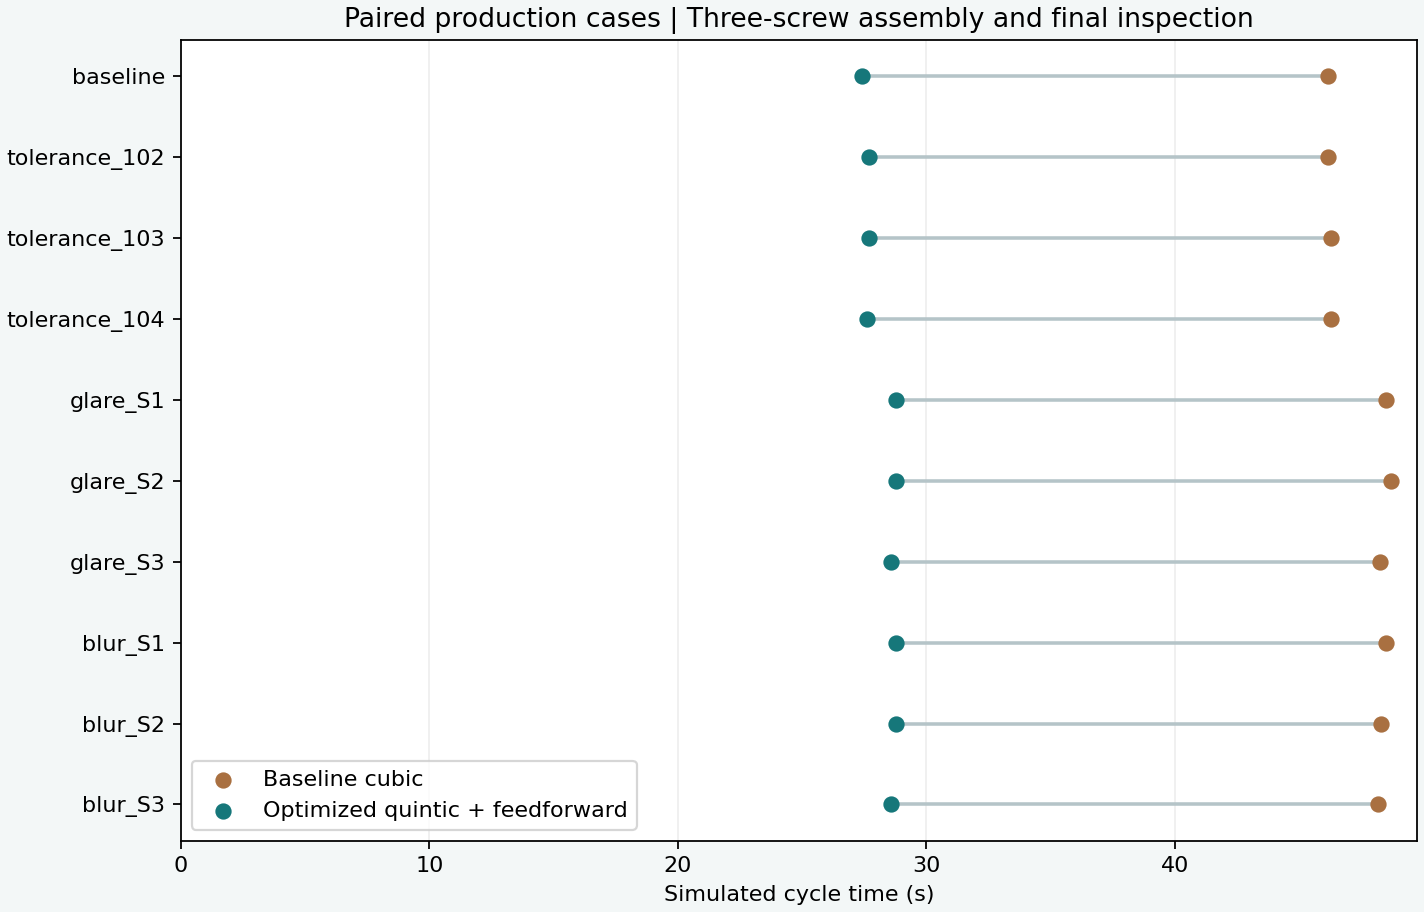 Paired production cases | Three-screw assembly and final inspection
baseline
tolerance_102
tolerance_103
tolerance_104
glare_S1
glare_S2
glare_S3
blur_S1
blur_S2
blur_S3
Baseline cubic
Optimized quintic + feedforward
0 10 20 30 40
Simulated cycle time (s)